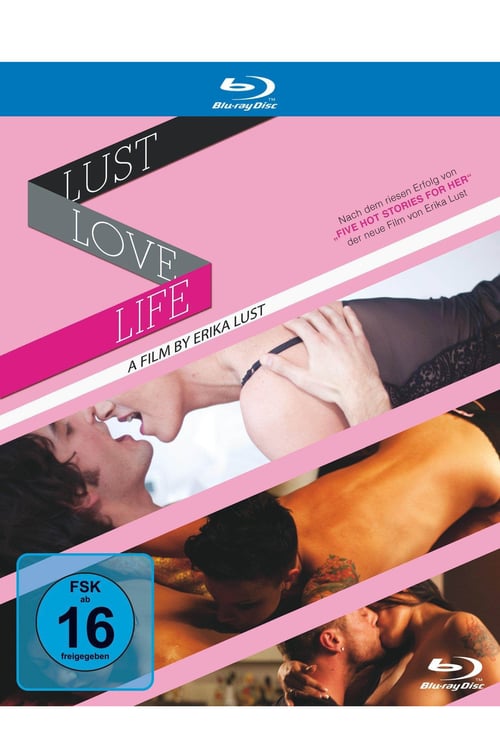 Blu-ray Disc™
LUST
LOVE
LIFE
A FILM BY ERIKA LUST
Nach dem riesen Erfolg von
„FIVE HOT STORIES FOR HER“
der neue Film von Erika Lust
FSK
ab
16
freigegeben
Blu-ray Disc